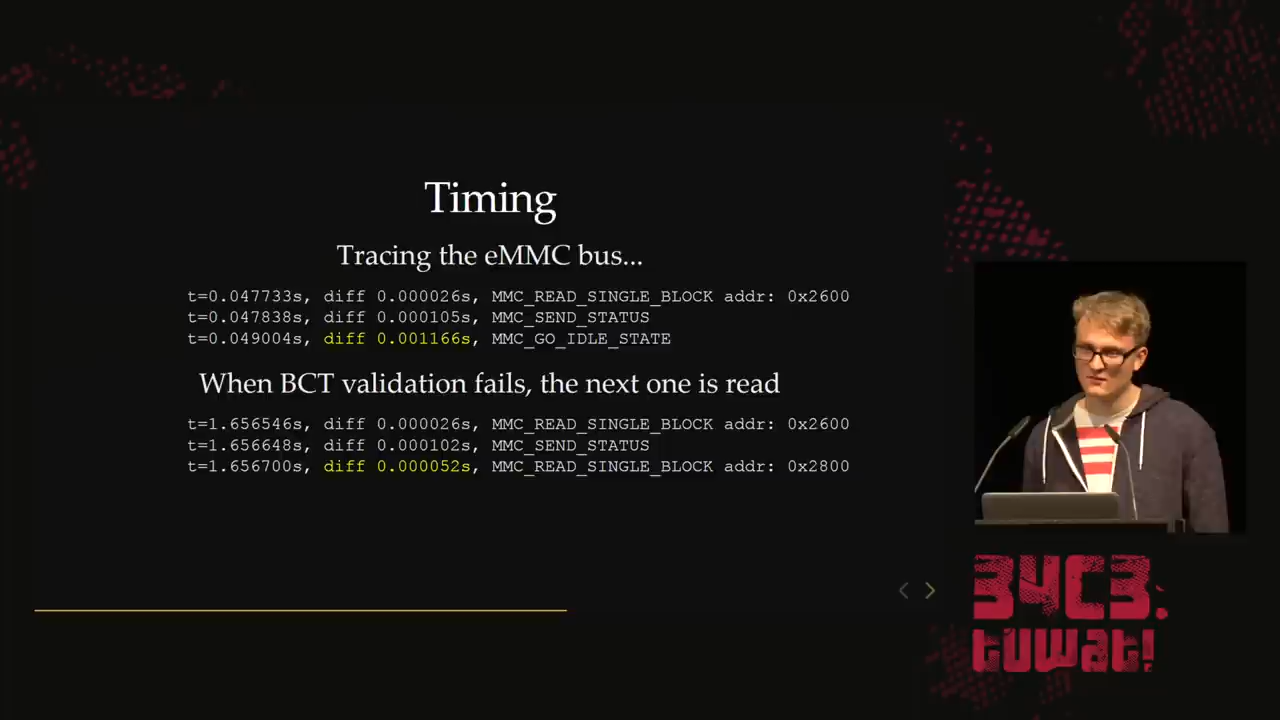 Timing
Tracing the eMMC bus...
t=0.047733s, diff 0.000026s, MMC_READ_SINGLE_BLOCK addr: 0x2600
t=0.047838s, diff 0.000105s, MMC_SEND_STATUS
t=0.049004s, diff 0.001166s, MMC_GO_IDLE_STATE
When BCT validation fails, the next one is read
t=1.656546s, diff 0.000026s, MMC_READ_SINGLE_BLOCK addr: 0x2600
t=1.656648s, diff 0.000102s, MMC_SEND_STATUS
t=1.656700s, diff 0.000052s, MMC_READ_SINGLE_BLOCK addr: 0x2800
34C3:
tuwat!